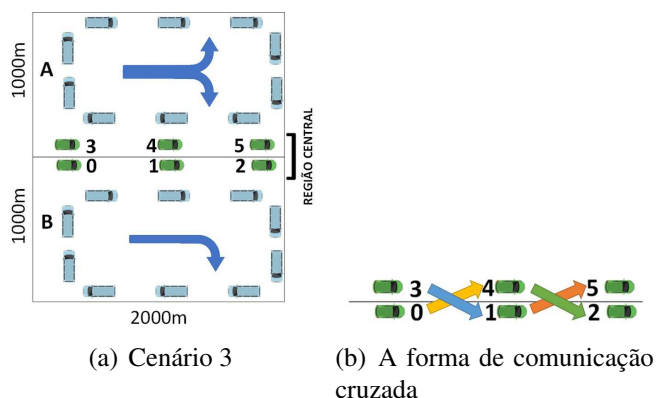 1000m
A
3 4 5
0 1 2
REGIÃO CENTRAL
1000m
B
2000m
(a) Cenário 3
3 4 5
0 1 2
(b) A forma de comunicação
cruzada